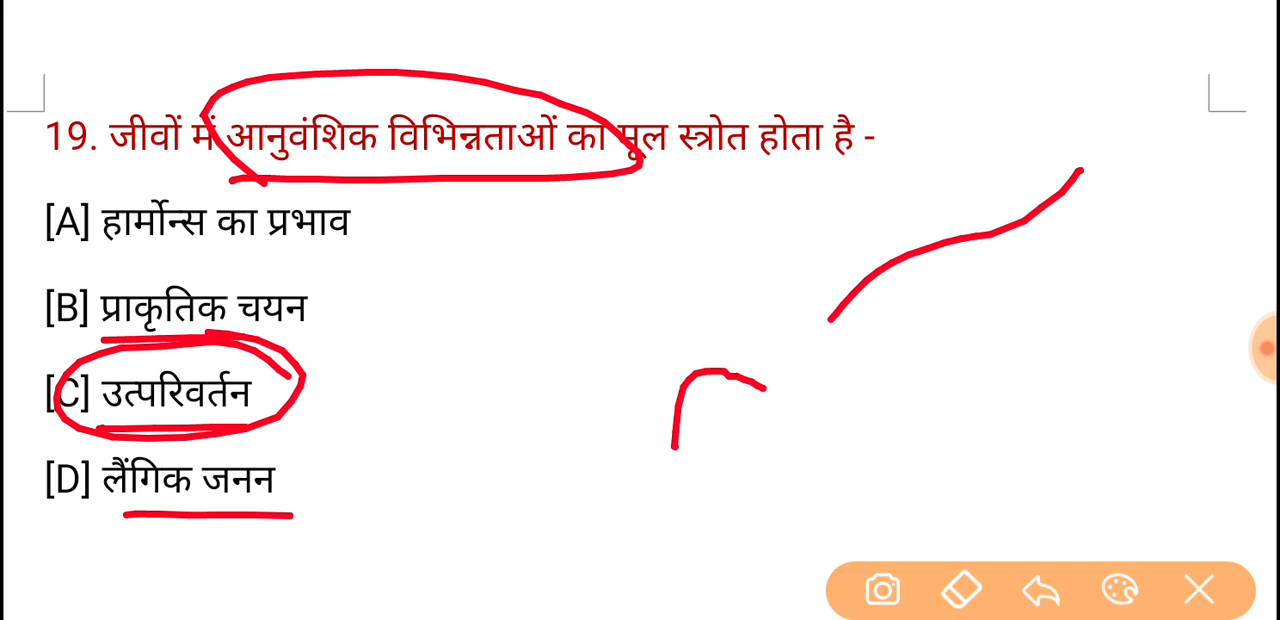 19. जीवों में आनुवंशिक विभिन्नताओं का मूल स्त्रोत होता है -
[A] हार्मोन्स का प्रभाव
[B] प्राकृतिक चयन
[C] उत्परिवर्तन
[D] लैंगिक जनन